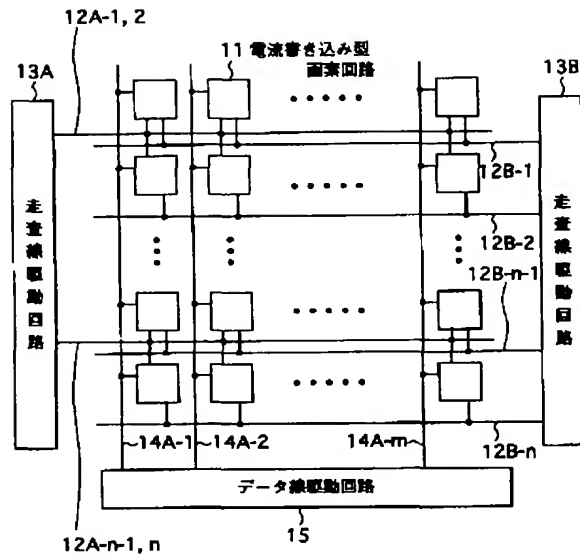 12A-1, 2
13A
11 電流書き込み型
画素回路
13B
12B-1
12B-2
12B-n-1
走査線駆動回路
走査線駆動回路
14A-1
14A-2
14A-m
12B-n
データ線駆動回路
12A-n-1, n
15